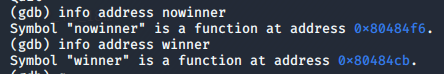 (gdb) info address nowinner
Symbol "nowinner" is a function at address 0x80484f6.
(gdb) info address winner
Symbol "winner" is a function at address 0x80484cb.